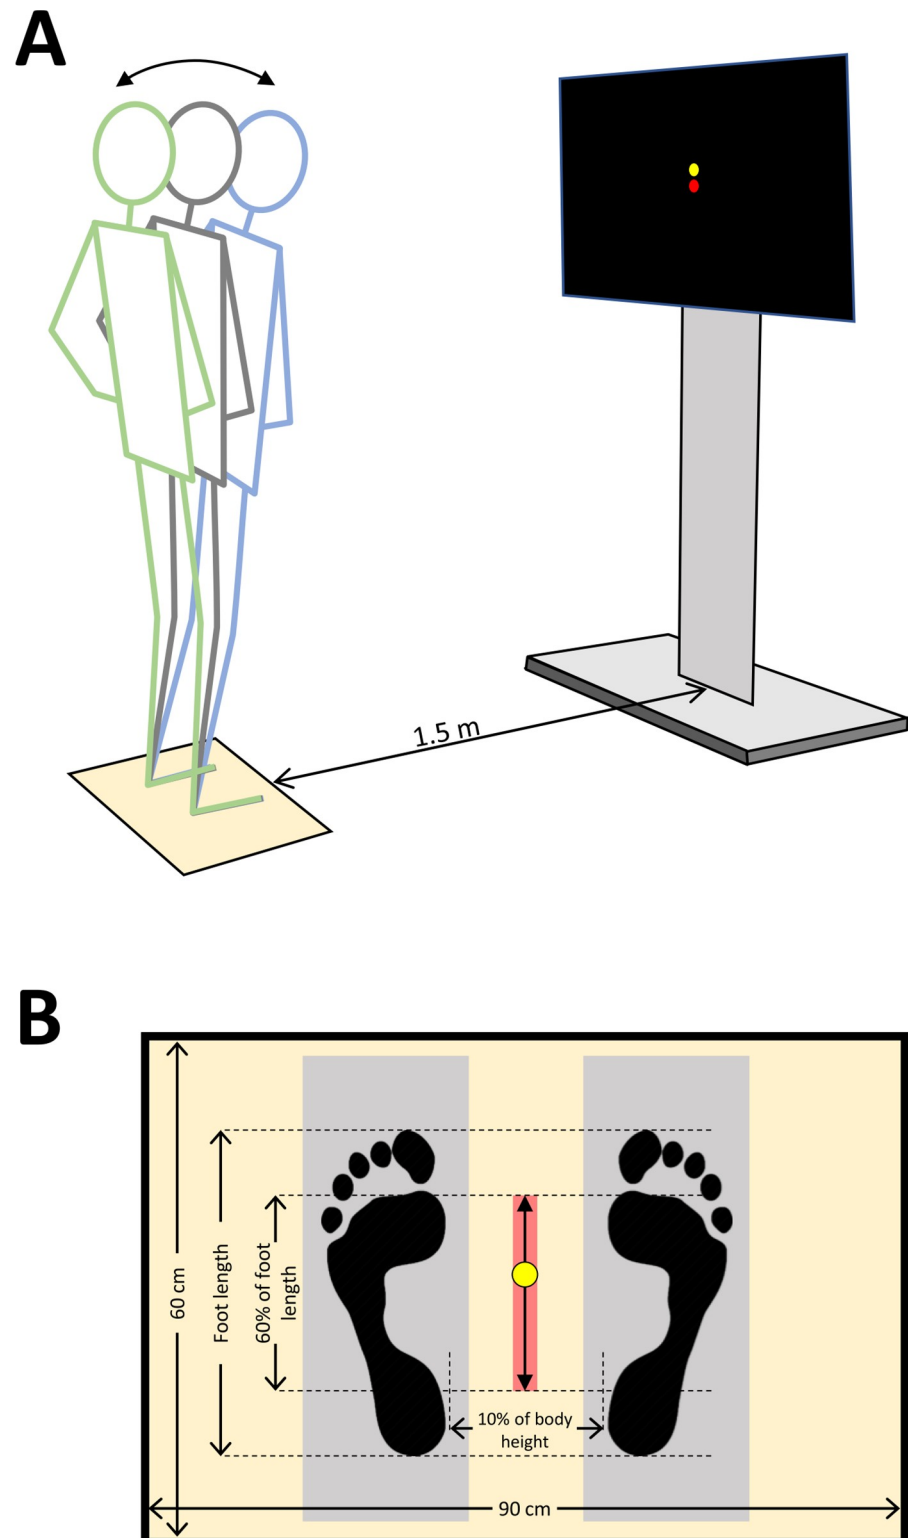 A
1.5 m
B
60 cm
Foot length
60% of foot
length
10% of body
height
90 cm